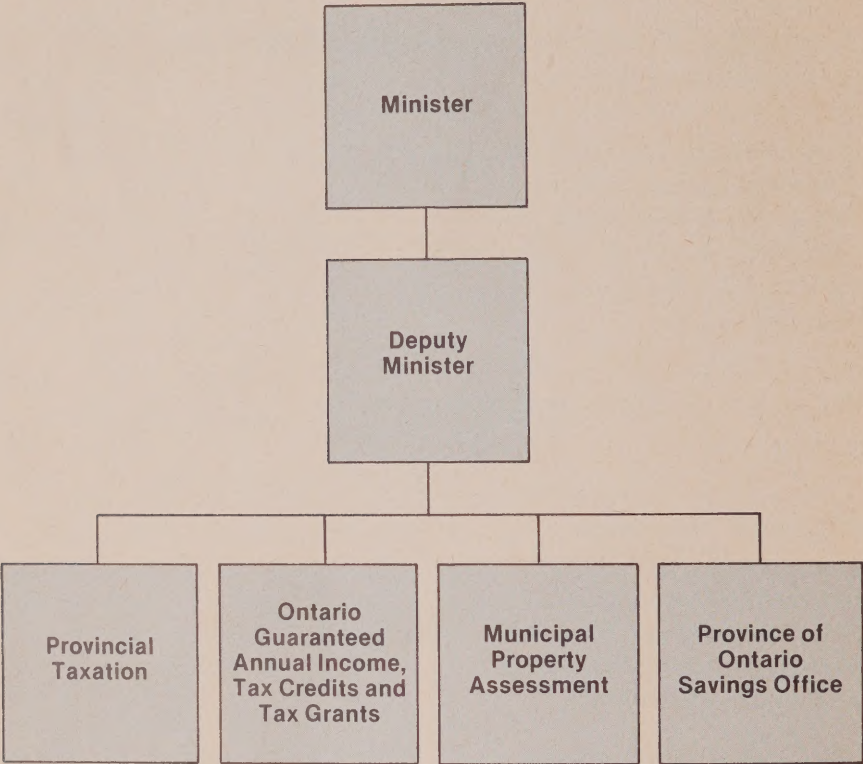 Minister
Deputy
Minister
Provincial
Taxation
Ontario
Guaranteed
Annual Income,
Tax Credits and
Tax Grants
Municipal
Property
Assessment
Province of
Ontario
Savings Office